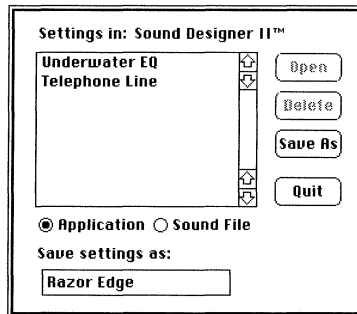 Settings in: Sound Designer II™
Underwater EQ
Telephone Line
Open
Delete
Save As
Quit
Application
Sound File
Save settings as:
Razor Edge